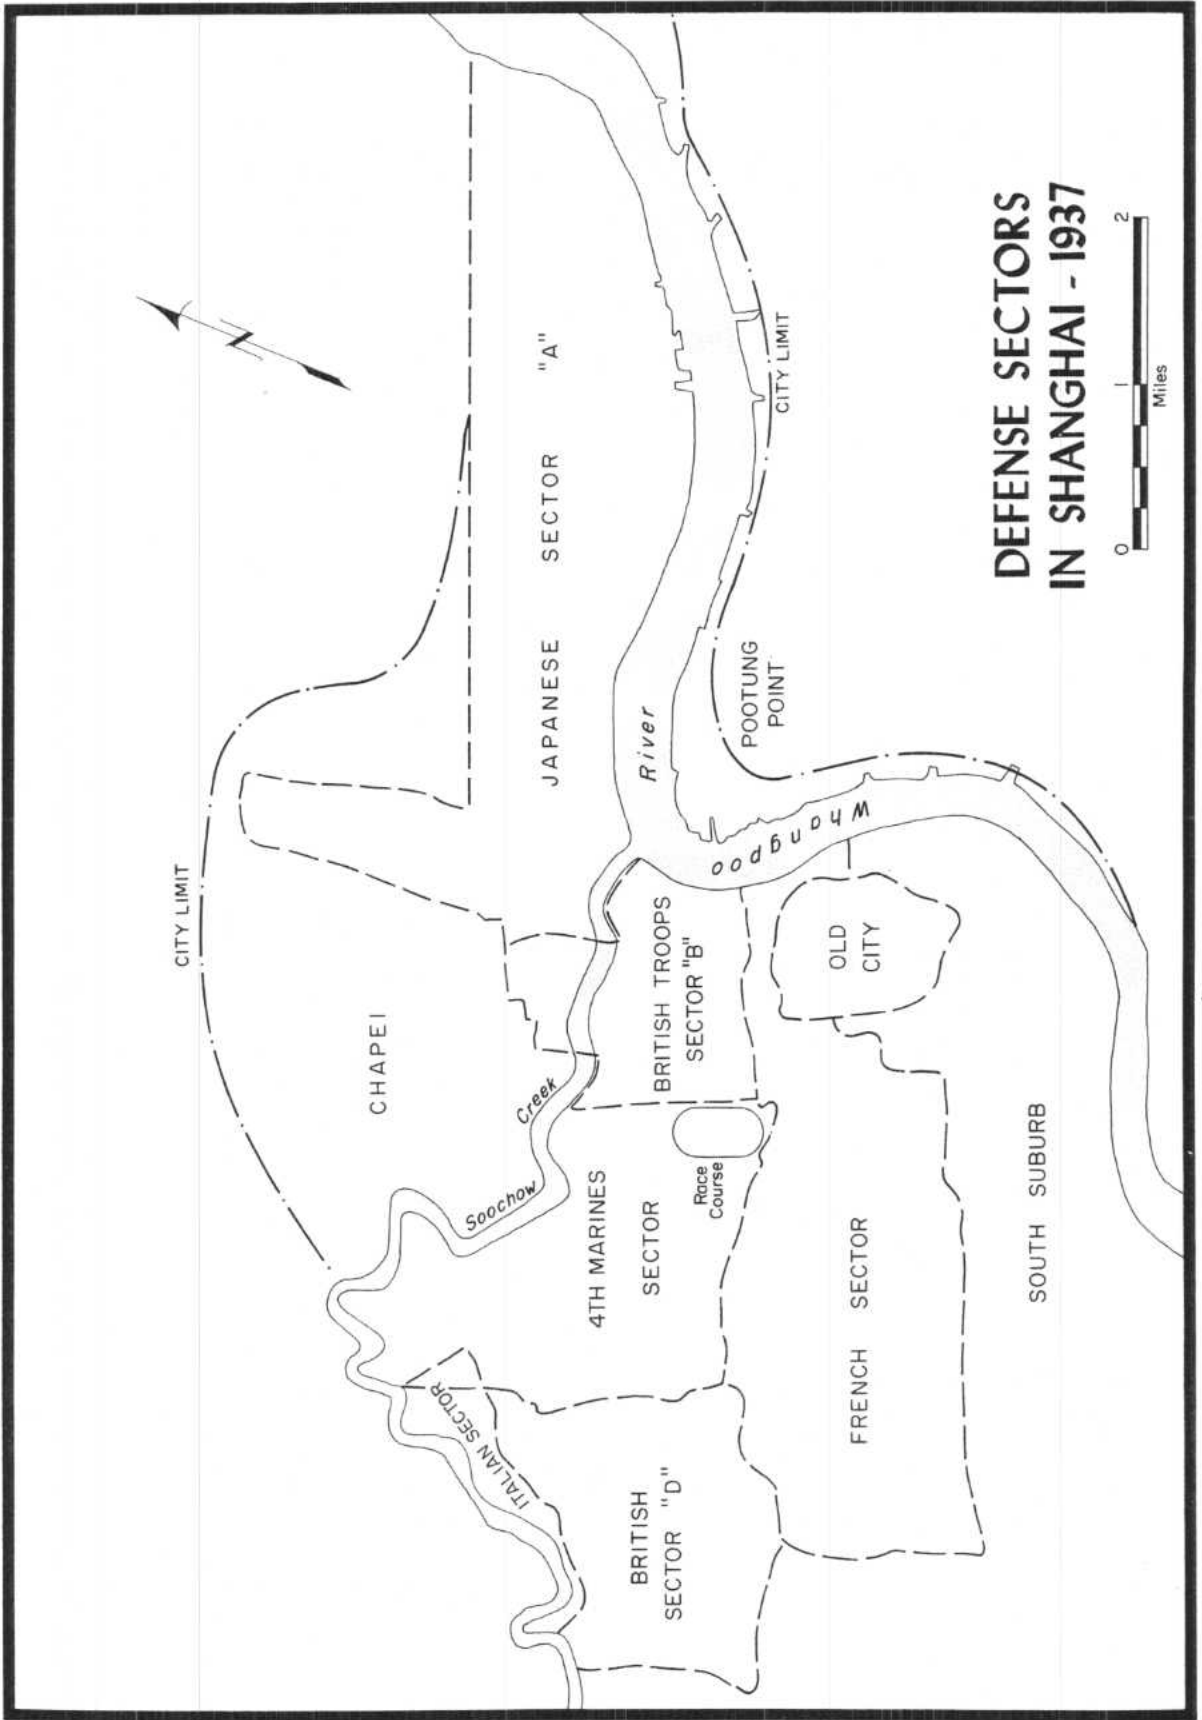 DEFENSE SECTORS
IN SHANGHAI - 1937
0 1 2
Miles
N
CITY LIMIT
CHAPEI
JAPANESE SECTOR "A"
Soochow Creek
ITALIAN SECTOR
4TH MARINES
SECTOR
BRITISH TROOPS
SECTOR "B"
River
Whangpoo
BRITISH
SECTOR "D"
Race
Course
POOTUNG
POINT
CITY LIMIT
OLD
CITY
FRENCH SECTOR
SOUTH SUBURB